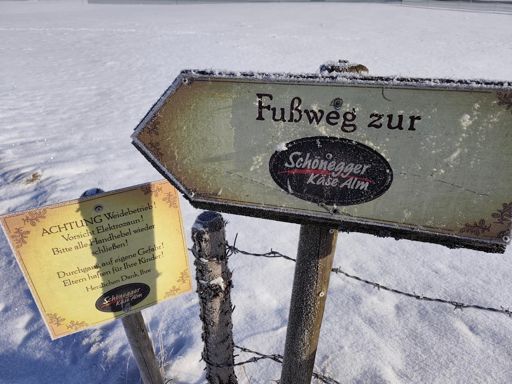 Fußweg zur
Schönegger
Käse Alm
ACHTUNG Weidebetrieb!
Vorsicht Elektrozaun!
Bitte alle Handhebel wieder
schließen!
Durchgang auf eigene Gefahr!
Eltern haften für Ihre Kinder!
Herzlichen Dank, Ihre
Schönegger
Käse Alm